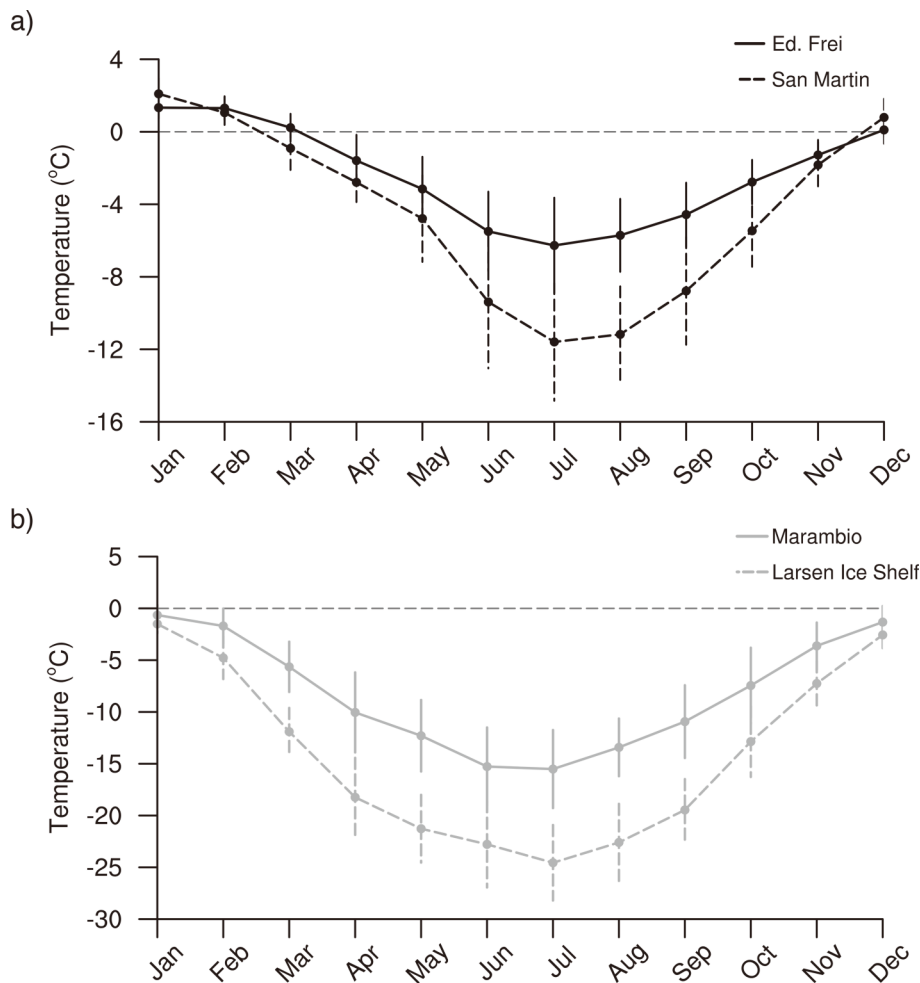 a)
Ed. Frei
San Martin
4
0
-4
-8
-12
-16
Temperature (°C)
Jan Feb Mar Apr May Jun Jul Aug Sep Oct Nov Dec
b)
Marambio
Larsen Ice Shelf
5
0
-5
-10
-15
-20
-25
-30
Temperature (°C)
Jan Feb Mar Apr May Jun Jul Aug Sep Oct Nov Dec